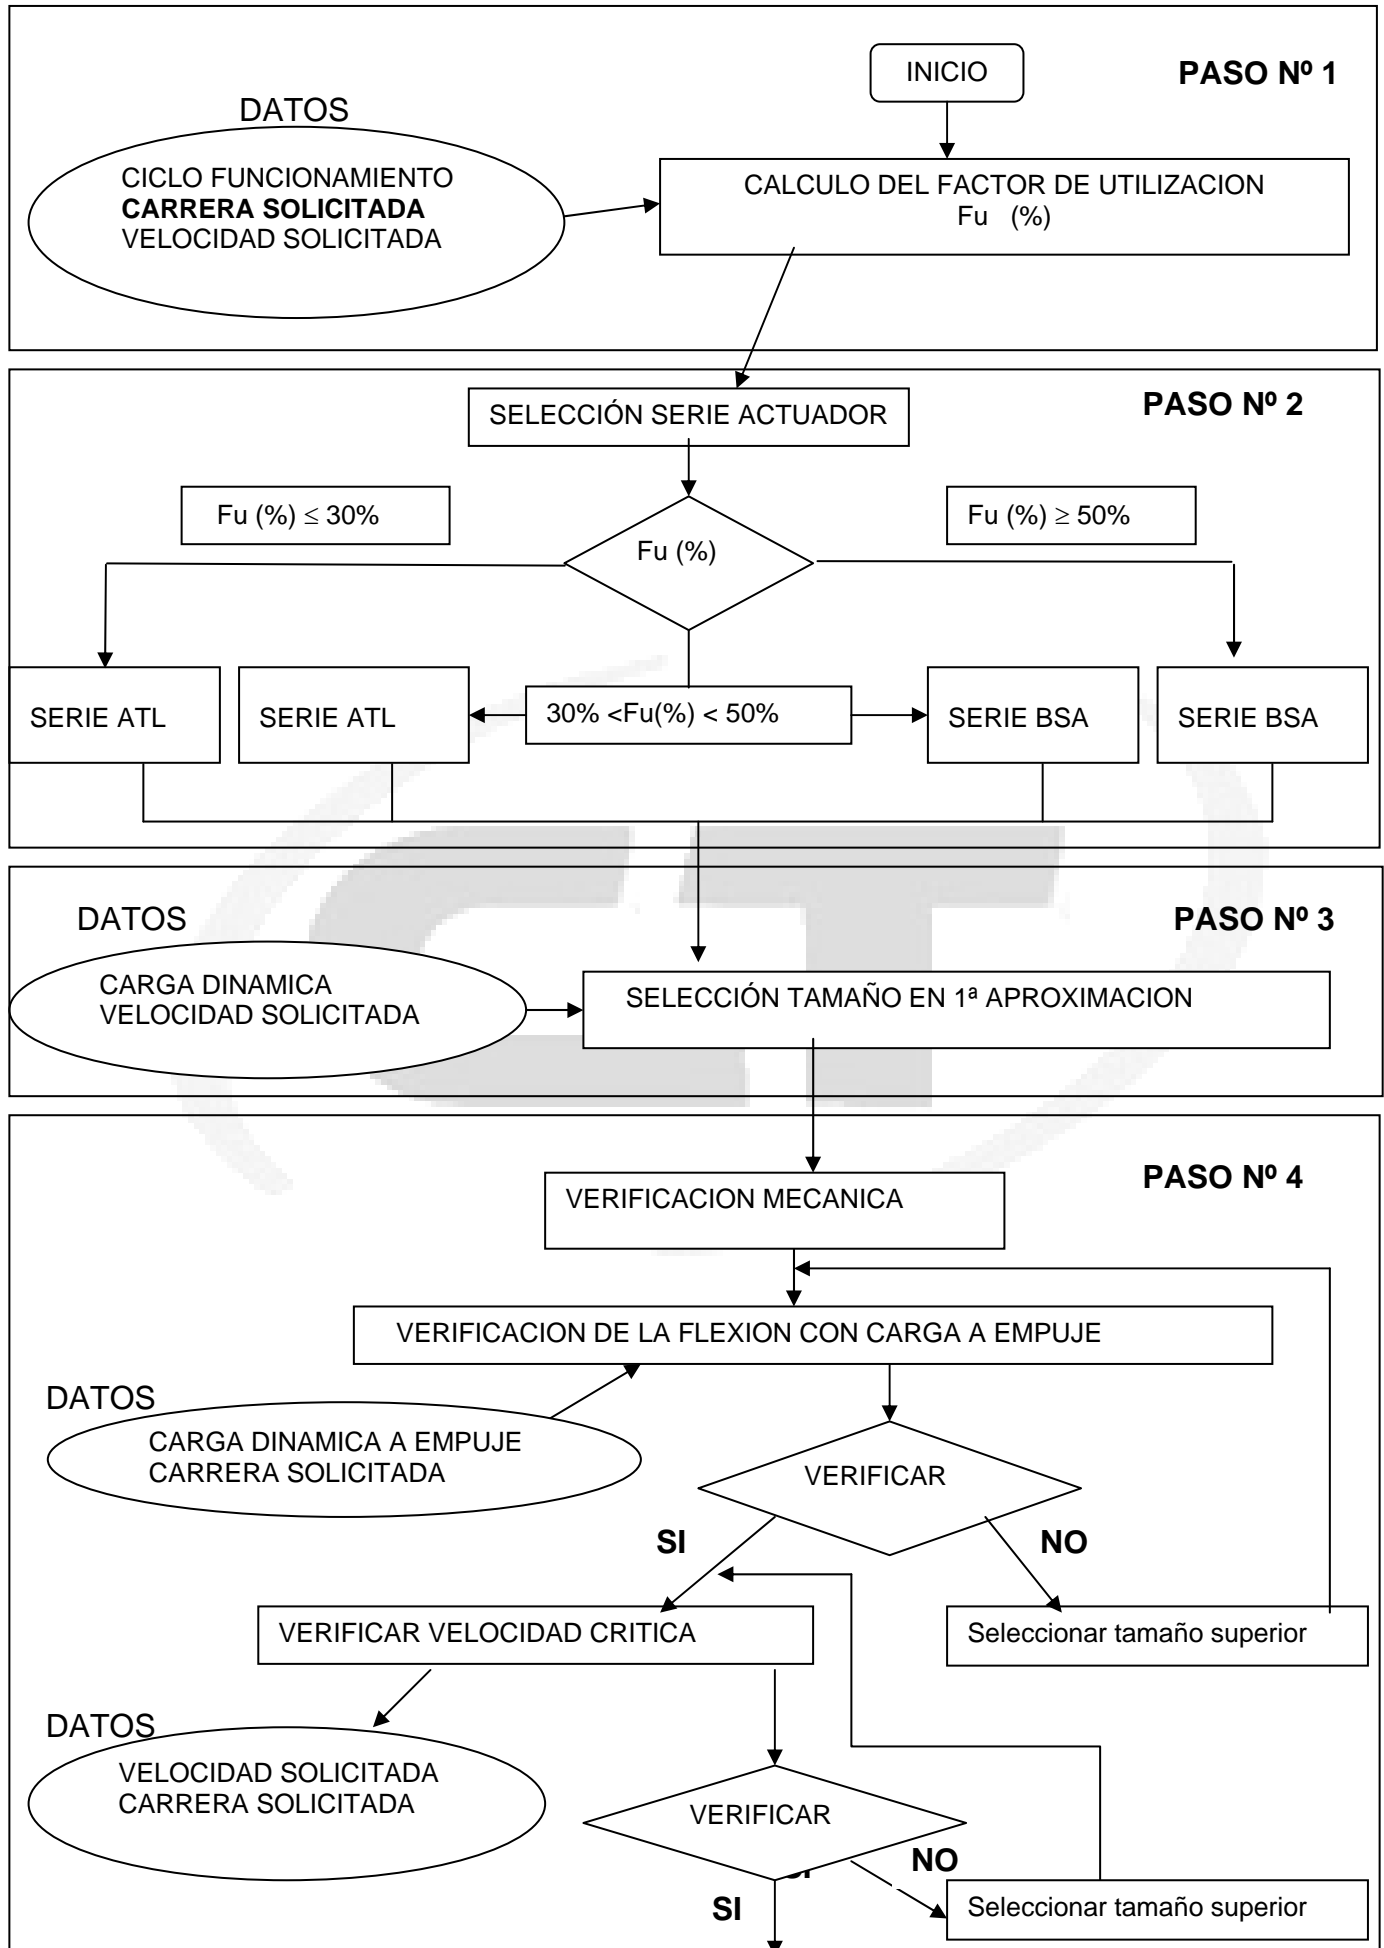 INICIO
PASO Nº 1
DATOS
CICLO FUNCIONAMIENTO
CARRERA SOLICITADA
VELOCIDAD SOLICITADA
CALCULO DEL FACTOR DE UTILIZACION
Fu (%)
SELECCIÓN SERIE ACTUADOR
PASO Nº 2
Fu (%) ≤ 30%
Fu (%)
Fu (%) ≥ 50%
SERIE ATL
SERIE ATL
30% <Fu(%) < 50%
SERIE BSA
SERIE BSA
DATOS
PASO Nº 3
CARGA DINAMICA
VELOCIDAD SOLICITADA
SELECCIÓN TAMAÑO EN 1ª APROXIMACION
PASO Nº 4
VERIFICACION MECANICA
VERIFICACION DE LA FLEXION CON CARGA A EMPUJE
DATOS
CARGA DINAMICA A EMPUJE
CARRERA SOLICITADA
VERIFICAR
SI
NO
VERIFICAR VELOCIDAD CRITICA
Seleccionar tamaño superior
DATOS
VELOCIDAD SOLICITADA
CARRERA SOLICITADA
VERIFICAR
NO
SI
Seleccionar tamaño superior
CT